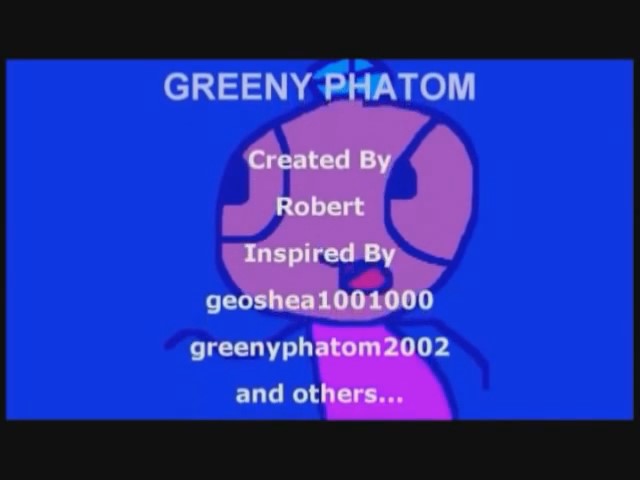 GREENY PHATOM
Created By
Robert
Inspired By
geoshea1001000
greenyphatom2002
and others...